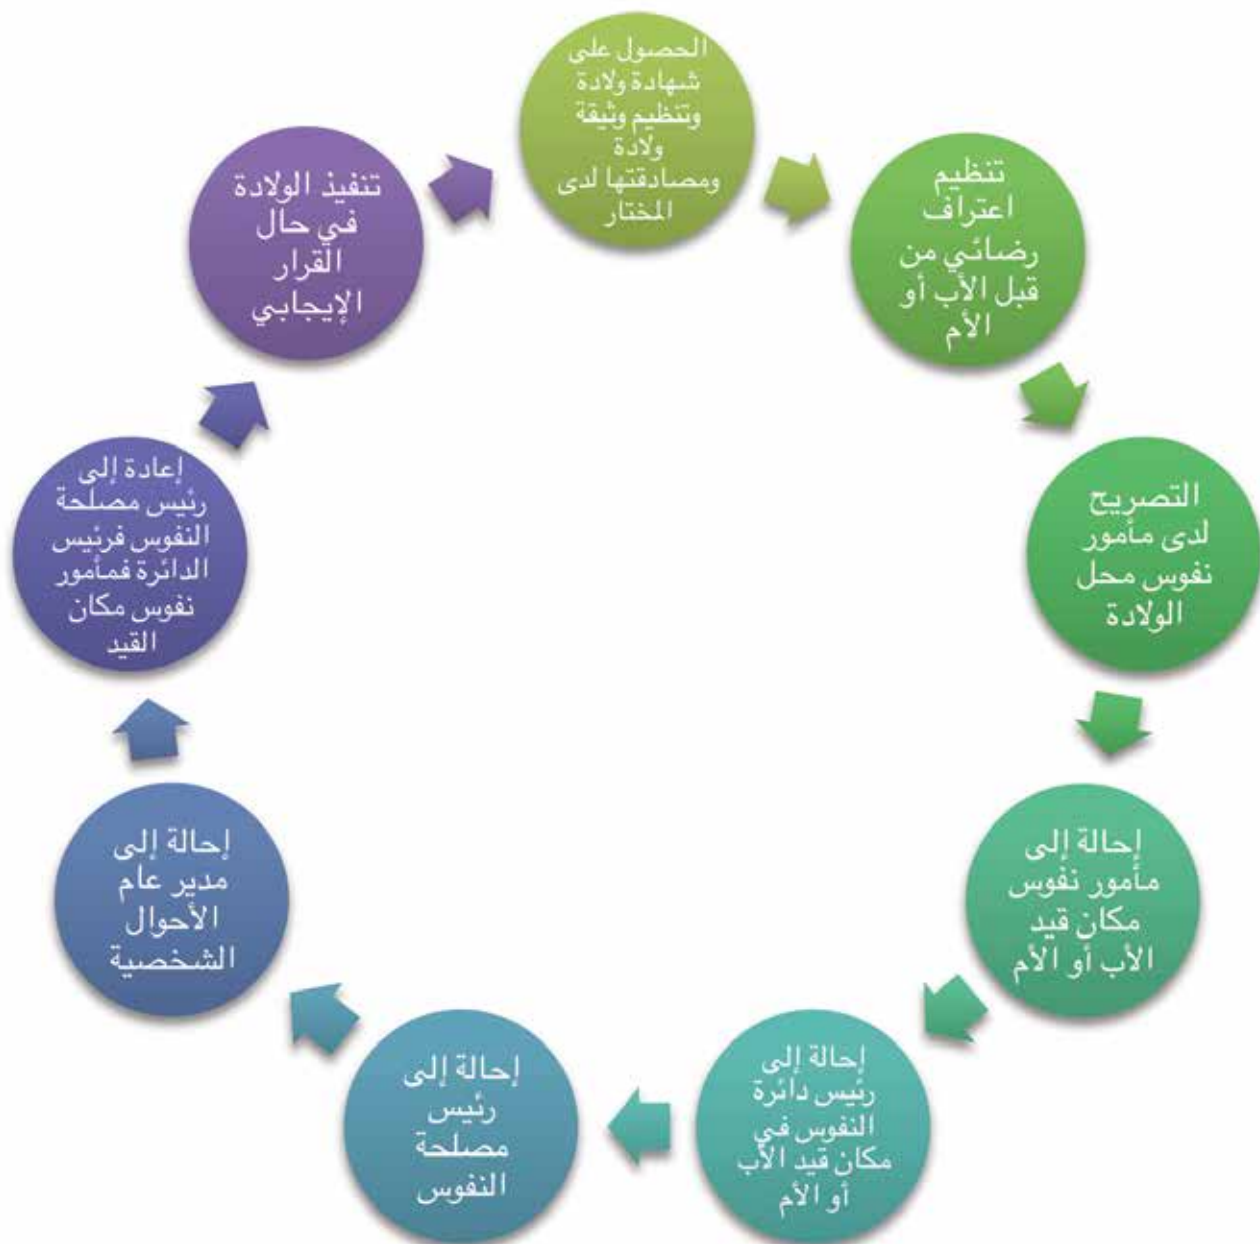 الحصول على
شهادة ولادة
وتنظيم وثيقة
ولادة
ومصادقتها لدى
المختار
تنظيم
اعتراف
رضائي من
قبل الأب أو
الأم
التصريح
لدى مأمور
نفوس محل
الولادة
إحالة إلى
مأمور نفوس
مكان قيد
الأب أو الأم
إحالة إلى
رئيس دائرة
النفوس في
مكان قيد الأب
أو الأم
إحالة إلى
رئيس
مصلحة
النفوس
إحالة إلى
مدير عام
الأحوال
الشخصية
إعادة إلى
رئيس مصلحة
النفوس فرئيس
الدائرة فمأمور
نفوس مكان
القيد
تنفيذ الولادة
في حال
القرار
الإيجابي